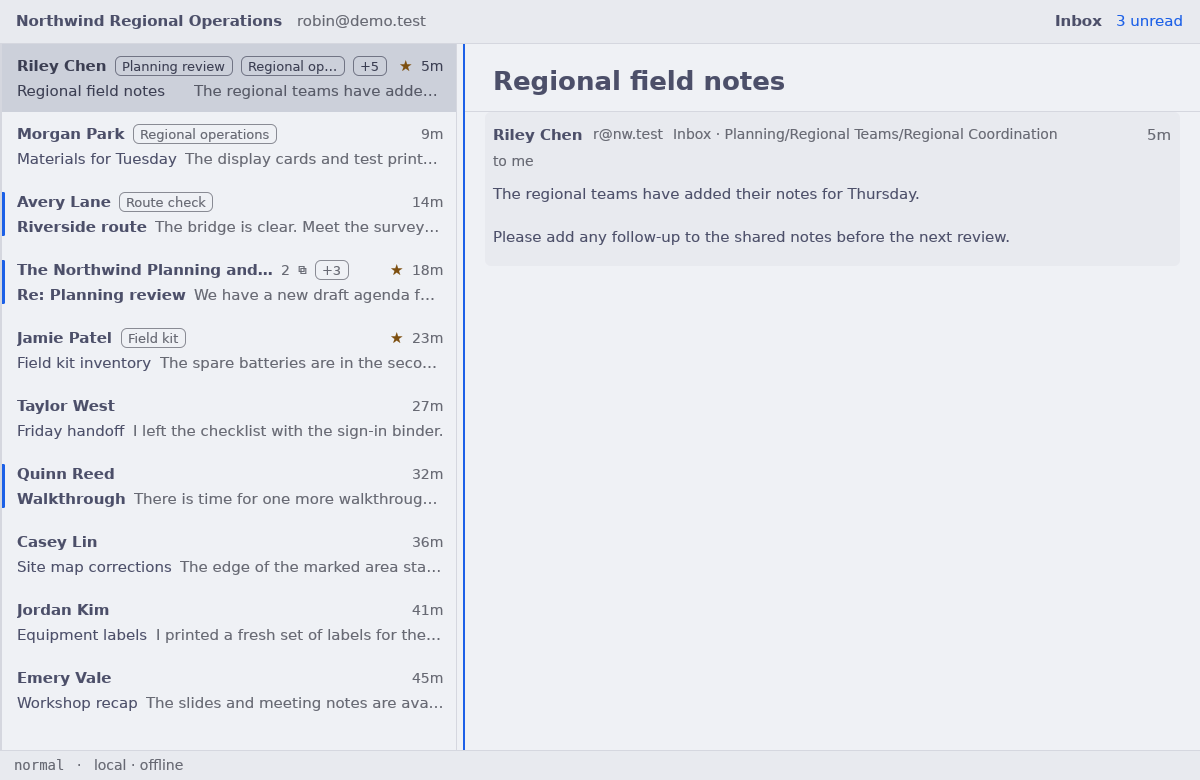 Northwind Regional Operations robin@demo.test Inbox 3 unread
Riley Chen Planning review Regional op… +5 ★ 5m
Regional field notes The regional teams have adde…
Morgan Park Regional operations 9m
Materials for Tuesday The display cards and test print…
Avery Lane Route check 14m
Riverside route The bridge is clear. Meet the survey…
The Northwind Planning and… 2 ⧉ +3 ★ 18m
Re: Planning review We have a new draft agenda f…
Jamie Patel Field kit ★ 23m
Field kit inventory The spare batteries are in the seco…
Taylor West 27m
Friday handoff I left the checklist with the sign-in binder.
Quinn Reed 32m
Walkthrough There is time for one more walkthroug…
Casey Lin 36m
Site map corrections The edge of the marked area sta…
Jordan Kim 41m
Equipment labels I printed a fresh set of labels for the…
Emery Vale 45m
Workshop recap The slides and meeting notes are ava…
Regional field notes
Riley Chen r@nw.test Inbox · Planning/Regional Teams/Regional Coordination 5m
to me
The regional teams have added their notes for Thursday.
Please add any follow-up to the shared notes before the next review.
normal · local · offline